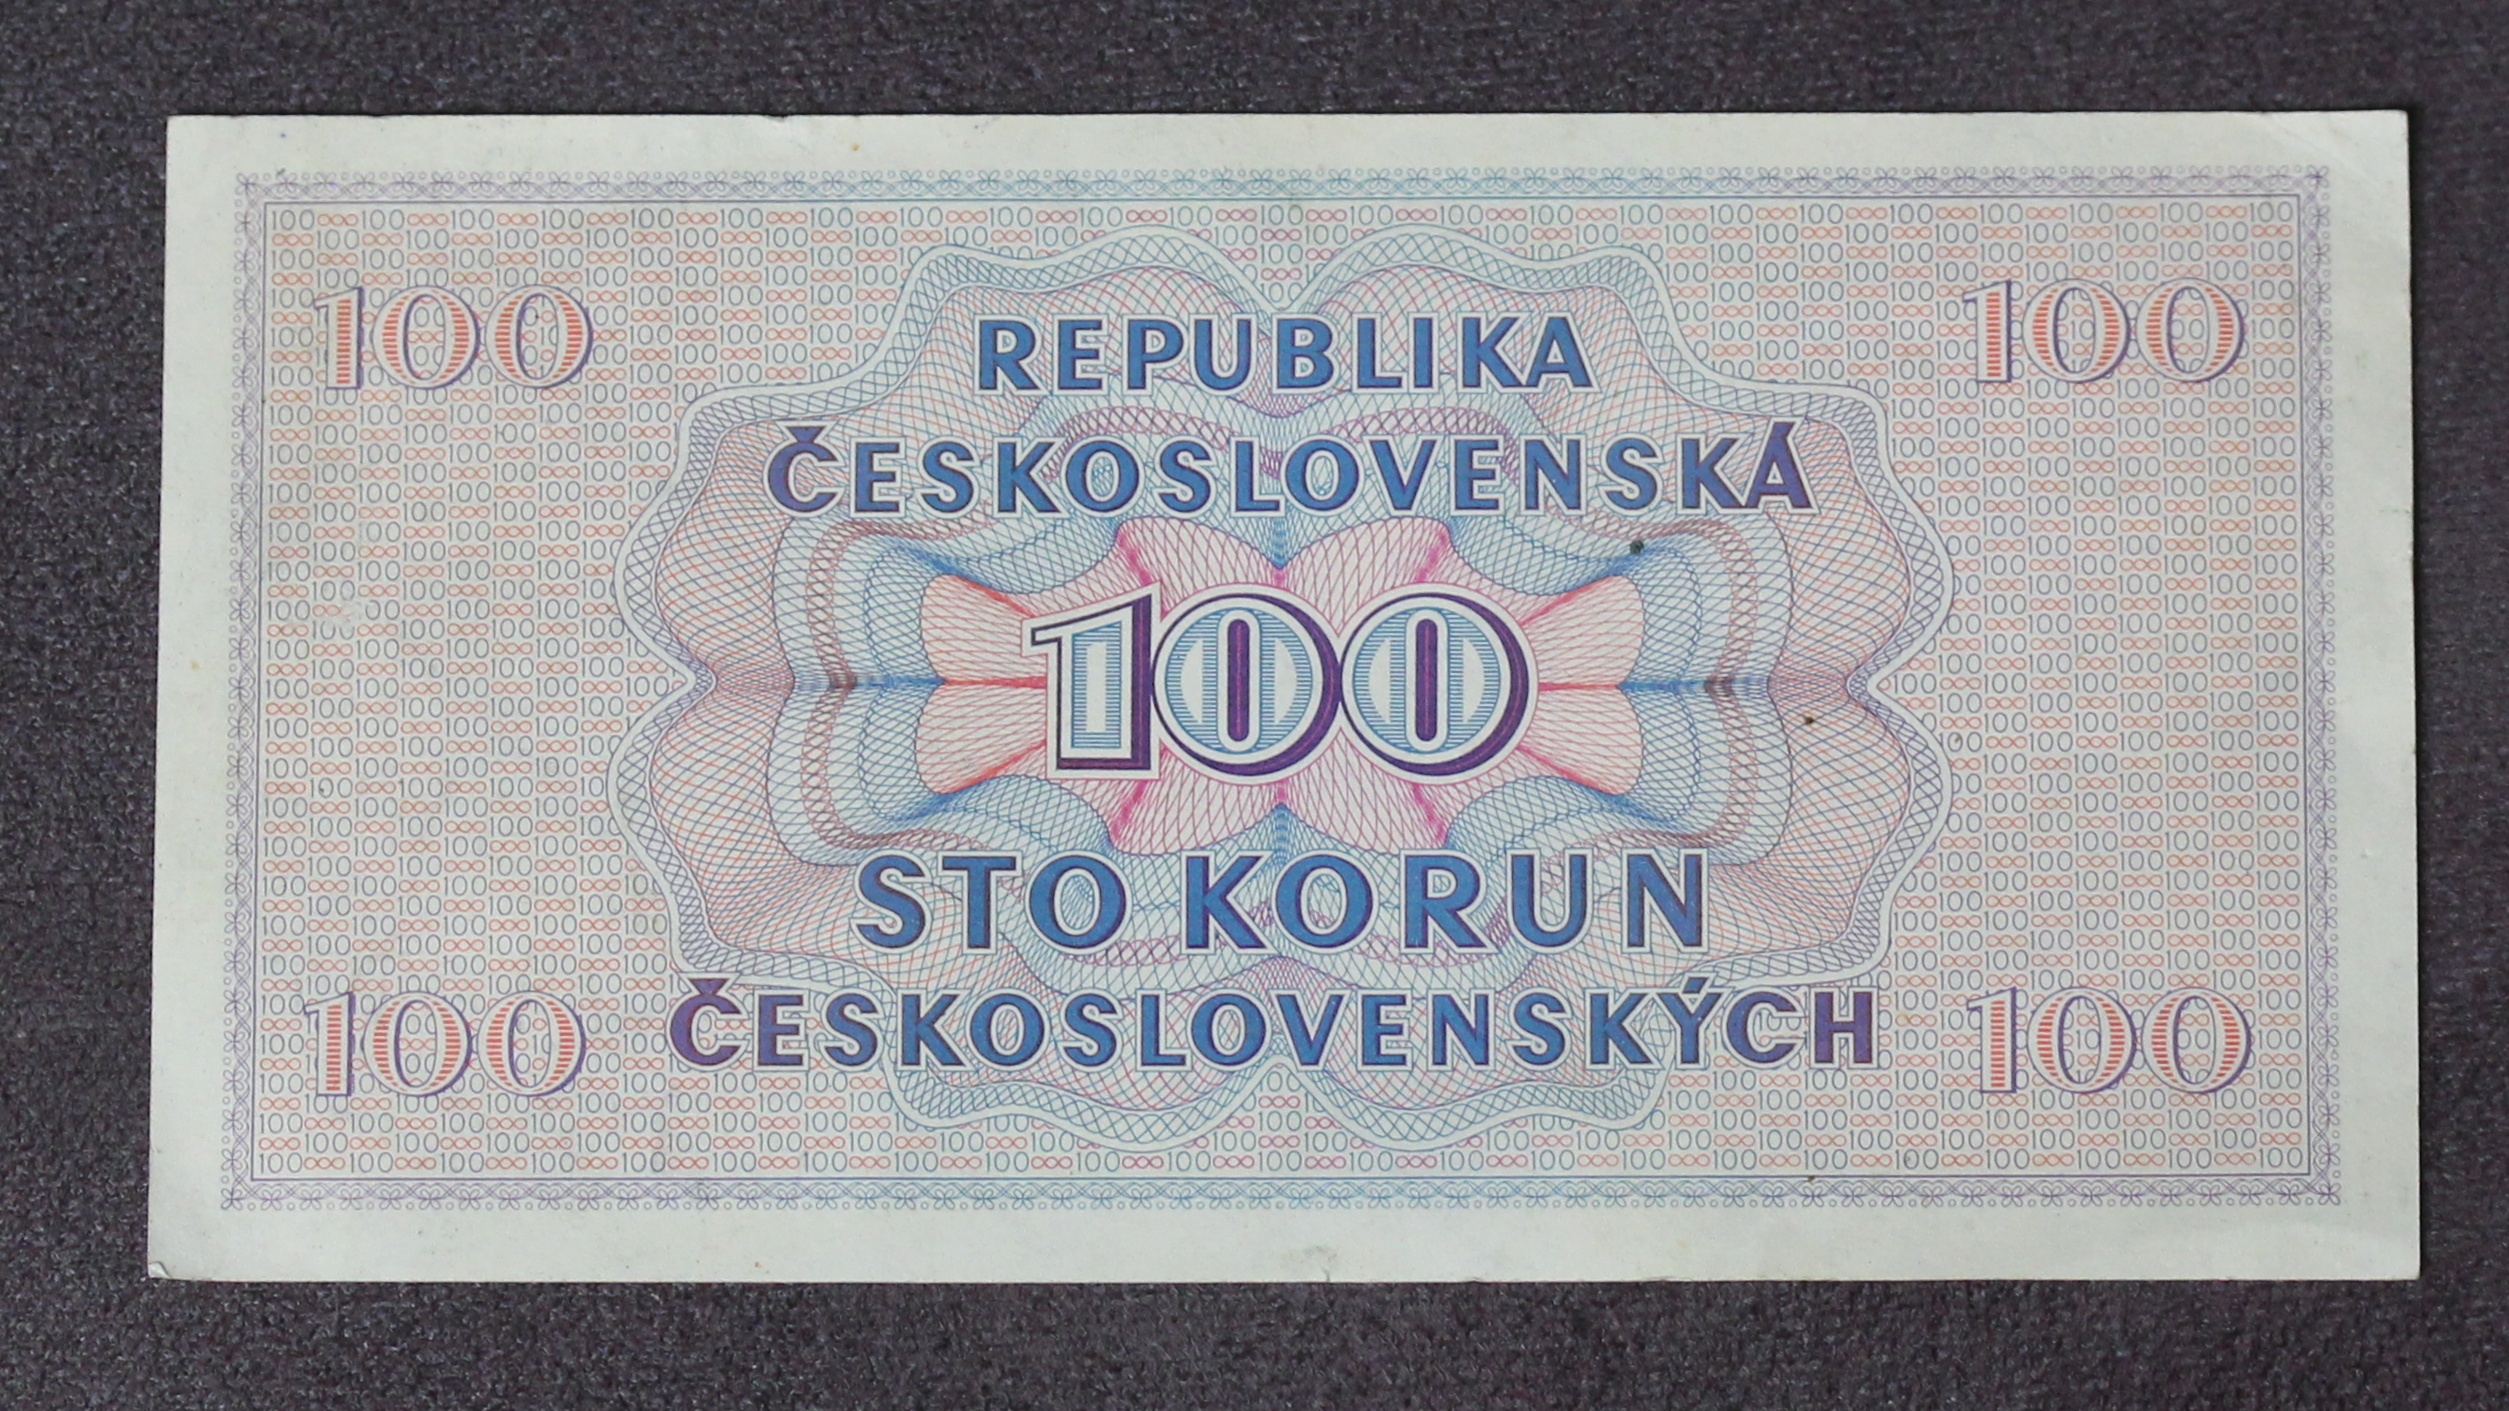 100 100
REPUBLIKA
ČESKOSLOVENSKÁ
100
STO KORUN
100 ČESKOSLOVENSKÝCH 100